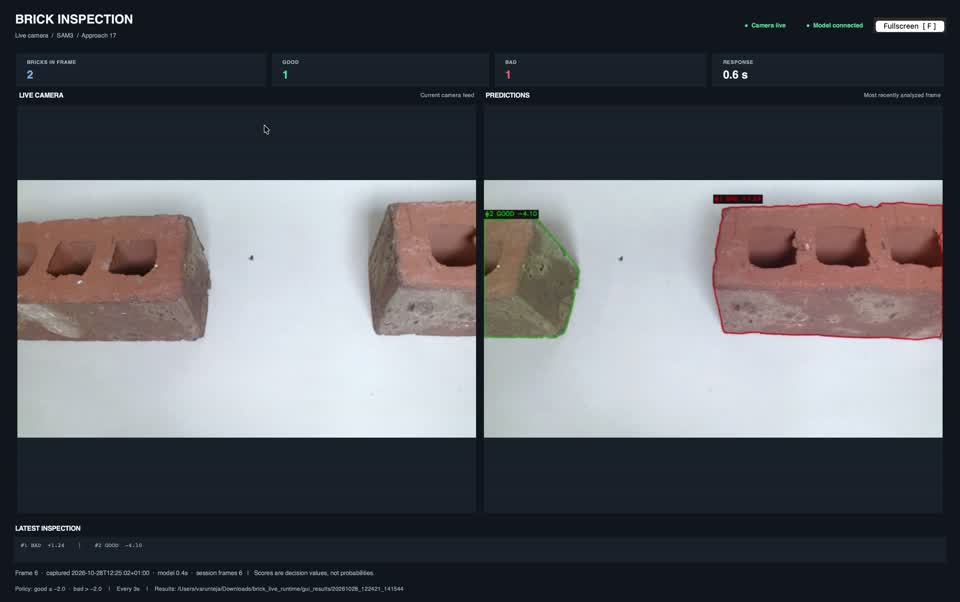 BRICK INSPECTION
Live camera / SAM3 / Approach 17
Camera live
Model connected
Fullscreen [ F ]
BRICKS IN FRAME
2
GOOD
1
BAD
1
RESPONSE
0.6 s
LIVE CAMERA
Current camera feed
PREDICTIONS
Most recently analyzed frame
#2 GOOD -4.10
LATEST INSPECTION
#1 BAD +1.24 | #2 GOOD -4.10
Frame 6 · captured 2026-10-28T12:25:02+01:00 · model 0.4s · session frames 6 | Scores are decision values, not probabilities.
Policy: good ≤ -2.0 · bad > -2.0 | Every 3s | Results: /Users/varunteja/Downloads/brick_live_runtime/gui_results/20261028_122421_141544